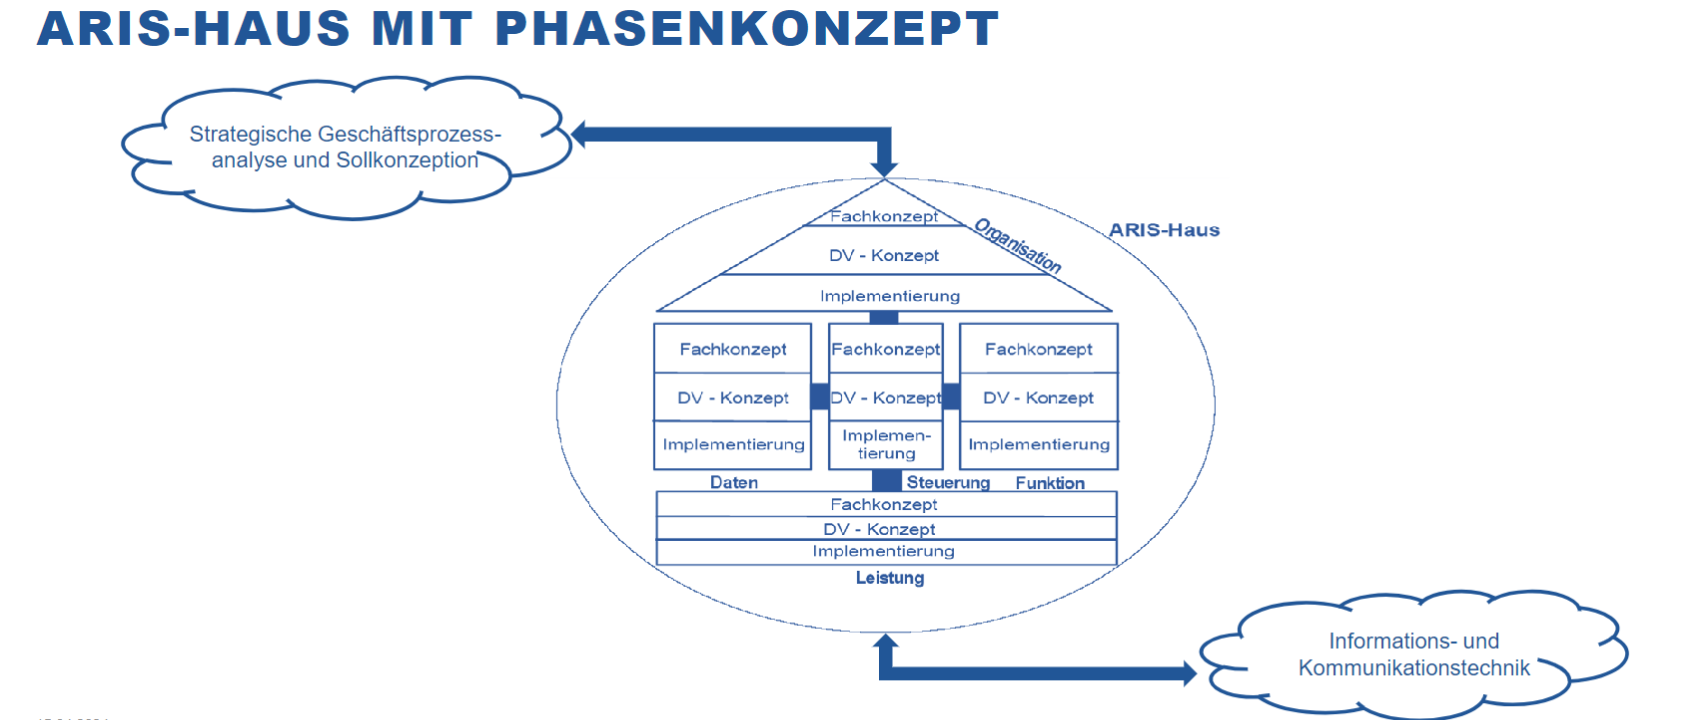 ARIS-HAUS MIT PHASENKONZEPT
Strategische Geschäftsprozess-
analyse und Sollkonzeption
ARIS-Haus
Organisation
Fachkonzept
DV - Konzept
Implementierung
Fachkonzept
DV - Konzept
Implementierung
Daten
Fachkonzept
DV - Konzept
Implemen-
tierung
Steuerung
Fachkonzept
DV - Konzept
Implementierung
Funktion
Fachkonzept
DV - Konzept
Implementierung
Leistung
Informations- und
Kommunikationstechnik